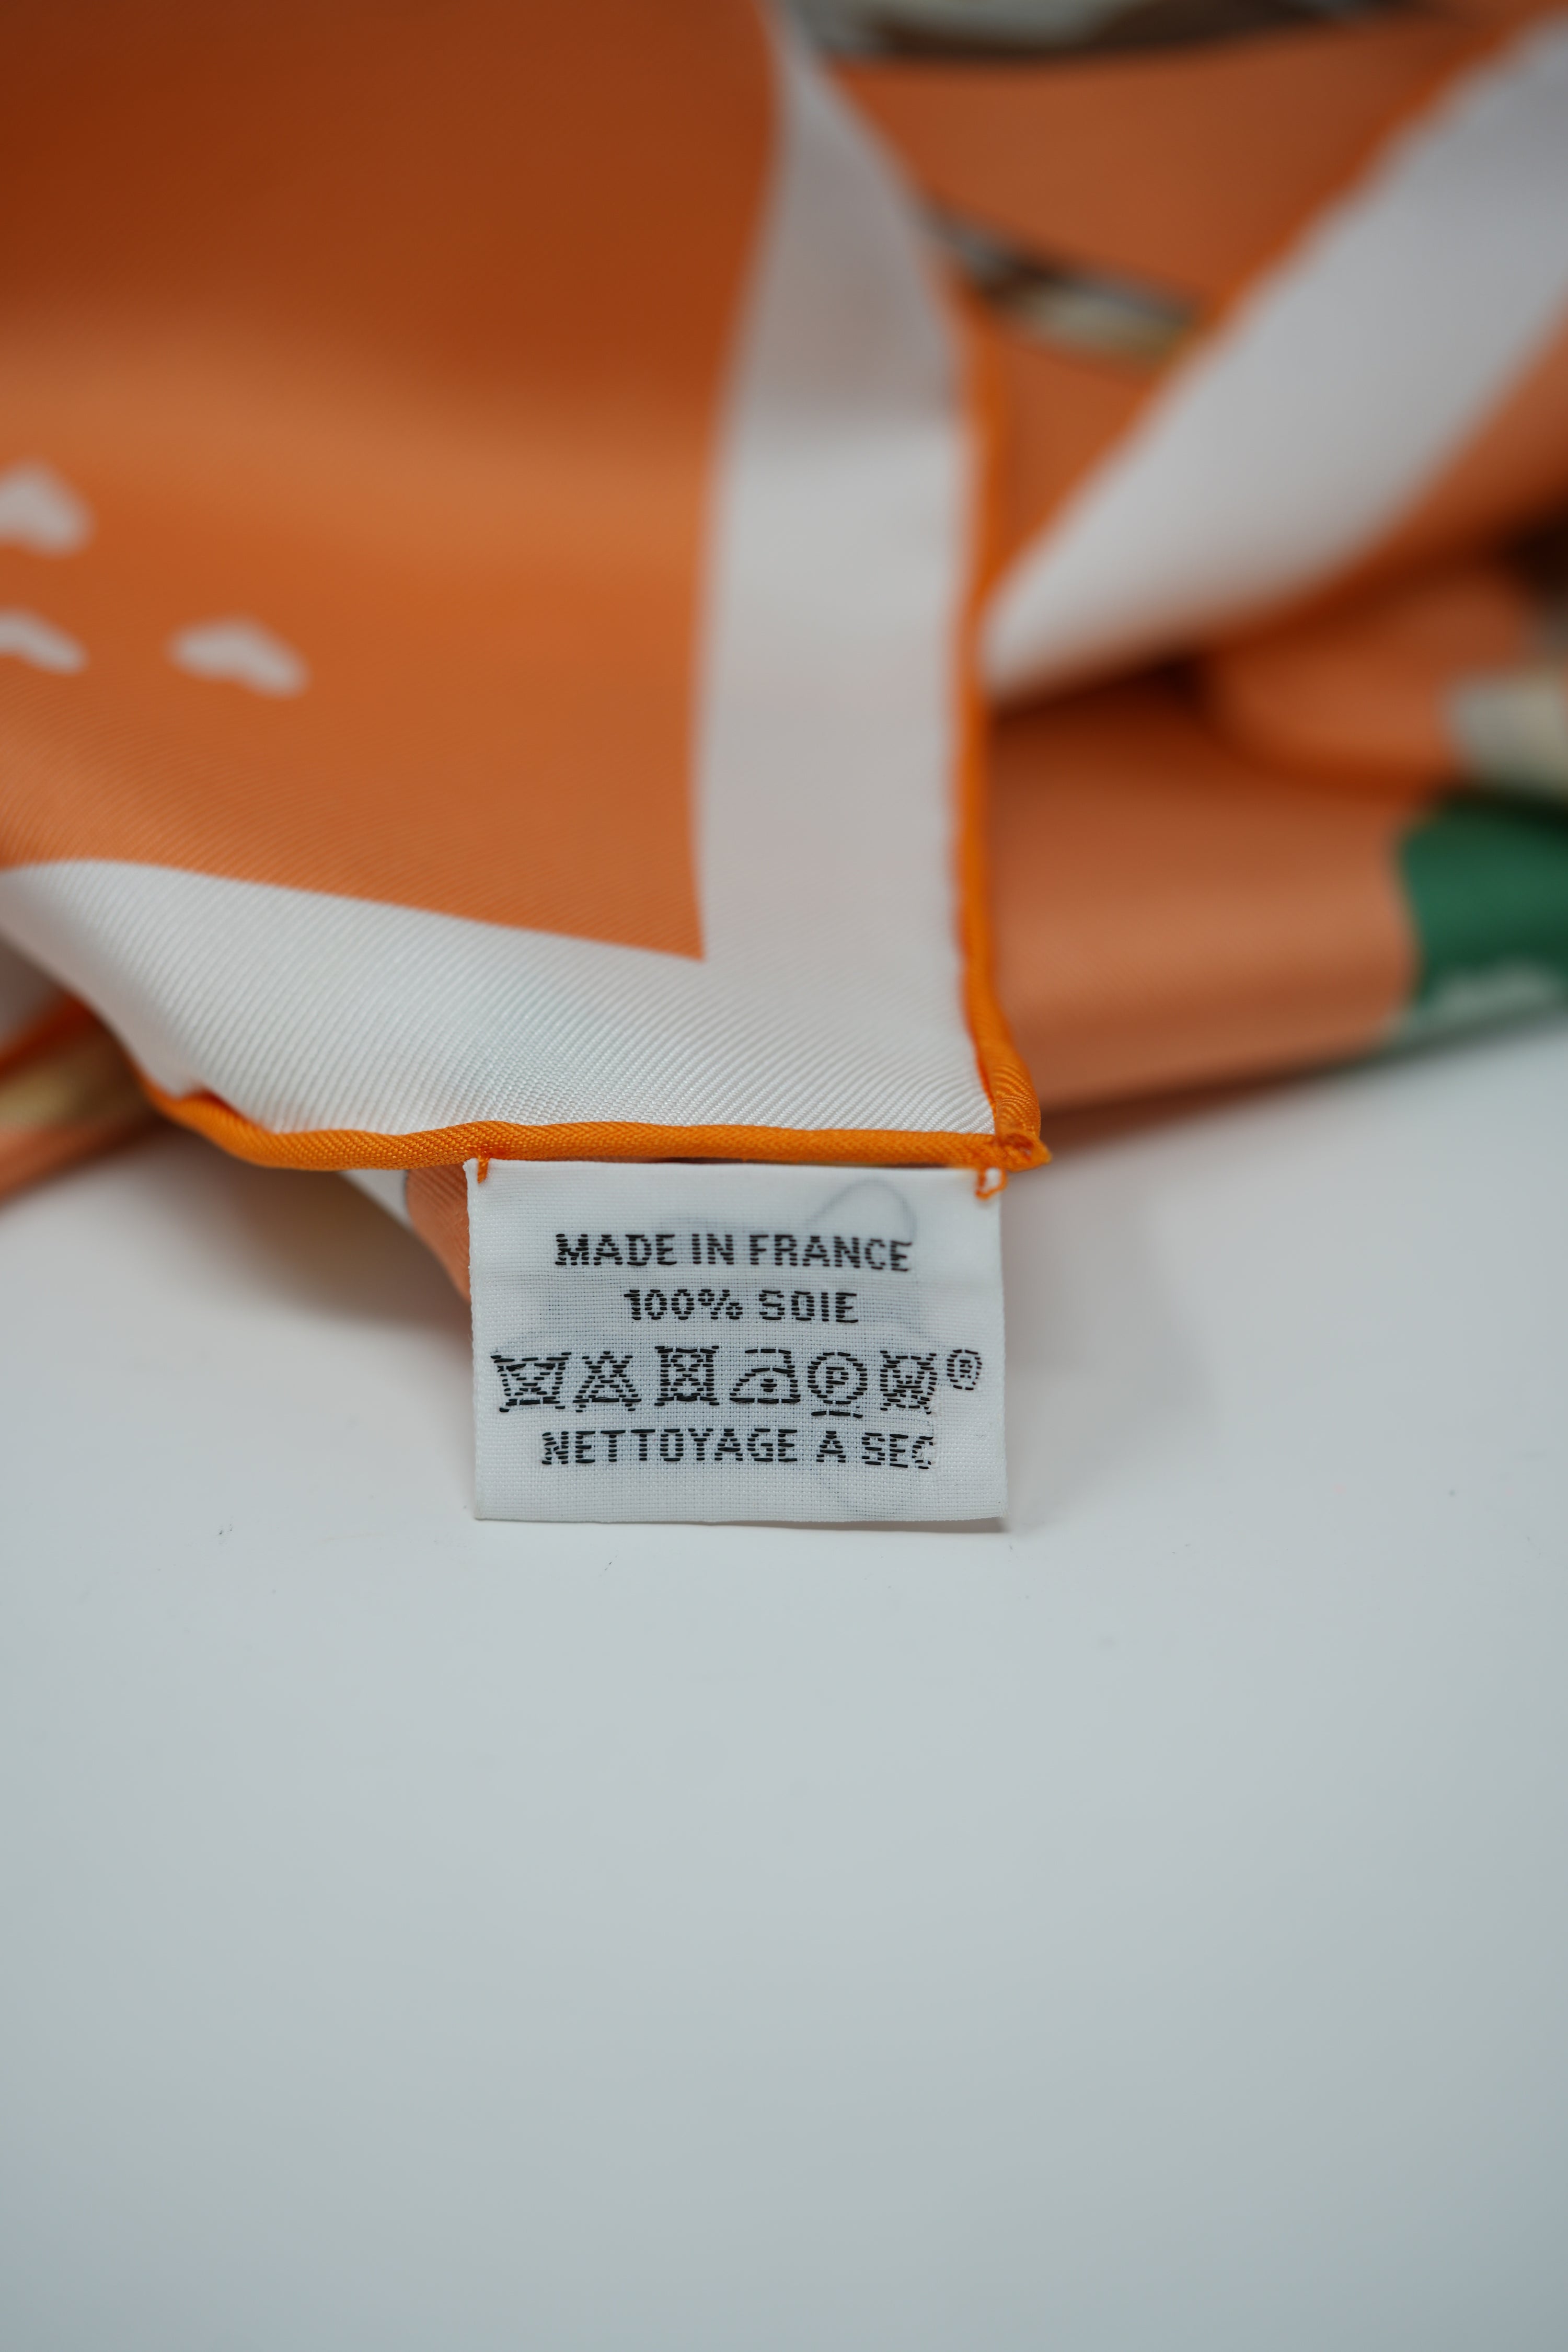 MADE IN FRANCE
100% SOIE
P W ®
NETTOYAGE A SEC